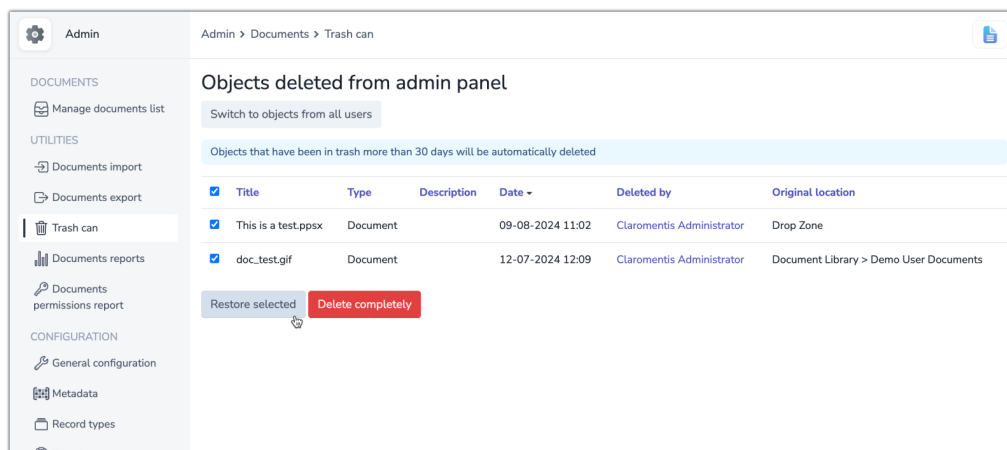 Admin
Admin > Documents > Trash can
DOCUMENTS
Manage documents list
UTILITIES
Documents import
Documents export
Trash can
Documents reports
Documents
permissions report
CONFIGURATION
General configuration
Metadata
Record types
Objects deleted from admin panel
Switch to objects from all users
Objects that have been in trash more than 30 days will be automatically deleted
Title Type Description Date Deleted by Original location
This is a test.ppsx Document 09-08-2024 11:02 Claromentis Administrator Drop Zone
doc_test.gif Document 12-07-2024 12:09 Claromentis Administrator Document Library > Demo User Documents
Restore selected Delete completely